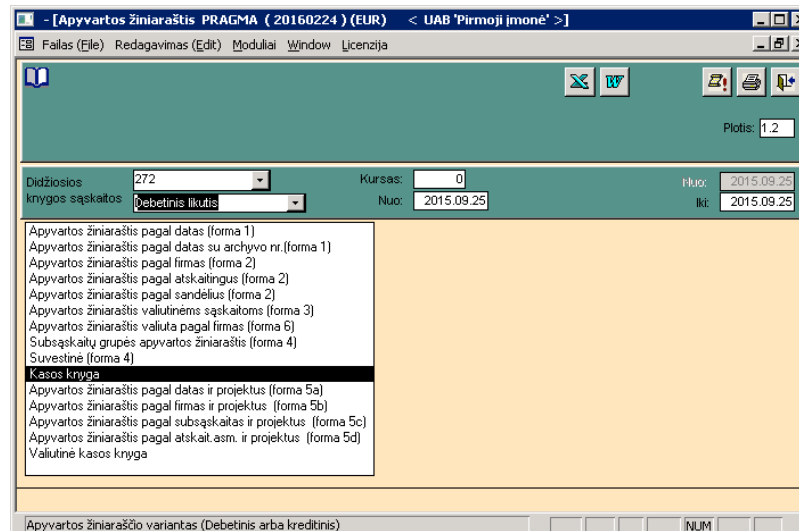 - [Apyvartos žiniaraštis PRAGMA ( 20160224 ) (EUR) < UAB 'Pirmoji įmonė' >]
Failas (File) Redagavimas (Edit) Moduliai Window Licenzija
X W
Plotis: 1.2
Didžiosios knygos sąskaitos
272
Debetinis likutis
Kursas: 0
Nuo: 2015.09.25
Nuo: 2015.09.25
Iki: 2015.09.25
Apyvartos žiniaraštis pagal datas (forma 1)
Apyvartos žiniaraštis pagal datas su archyvo nr.(forma 1)
Apyvartos žiniaraštis pagal firmas (forma 2)
Apyvartos žiniaraštis pagal atskaitingus (forma 2)
Apyvartos žiniaraštis pagal sandėlius (forma 2)
Apyvartos žiniaraštis valiutinėms sąskaitoms (forma 3)
Apyvartos žiniaraštis valiuta pagal firmas (forma 6)
Subsąskaitų grupės apyvartos žiniaraštis (forma 4)
Suvestinė (forma 4)
Kasos knyga
Apyvartos žiniaraštis pagal datas ir projektus (forma 5a)
Apyvartos žiniaraštis pagal firmas ir projektus (forma 5b)
Apyvartos žiniaraštis pagal subsąskaitas ir projektus (forma 5c)
Apyvartos žiniaraštis pagal atskait.asm. ir projektus (forma 5d)
Valiutinė kasos knyga
Apyvartos žiniaraščio variantas (Debetinis arba kreditinis)
NUM